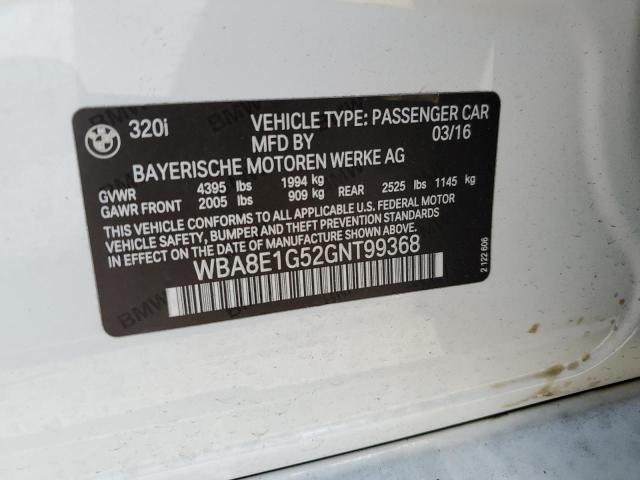 BMW 320i VEHICLE TYPE: PASSENGER CAR
MFD BY 03/16
BAYERISCHE MOTOREN WERKE AG
GVWR 4395 lbs 1994 kg
GAWR FRONT 2005 lbs 909 kg REAR 2525 lbs 1145 kg
THIS VEHICLE CONFORMS TO ALL APPLICABLE U.S. FEDERAL MOTOR
VEHICLE SAFETY, BUMPER, AND THEFT PREVENTION STANDARDS IN
EFFECT ON THE DATE OF MANUFACTURE SHOWN ABOVE.
WBA8E1G52GNT99368
2 122 606